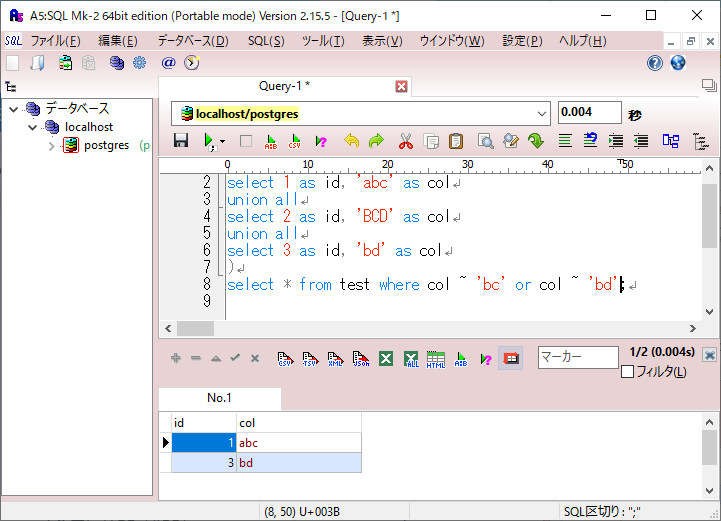 A5:SQL Mk-2 64bit edition (Portable mode) Version 2.15.5 - [Query-1 *]
SQL ファイル(F) 編集(E) データベース(D) SQL(S) ツール(T) 表示(V) ウインドウ(W) 設定(P) ヘルプ(H)
Query-1 *
データベース
localhost
postgres (p
localhost/postgres 0.004 秒
0 10 20 30 40 50
2 select 1 as id, 'abc' as col
3 union all
4 select 2 as id, 'BCD' as col
5 union all
6 select 3 as id, 'bd' as col
7 )
8 select * from test where col ~ 'bc' or col ~ 'bd';
9
CSV TSV XML JSON ALL HTML マーカー 1/2 (0.004s)
フィルタ(L)
No.1
id col
1 abc
3 bd
(8, 50) U+003B SQL区切り: ";"